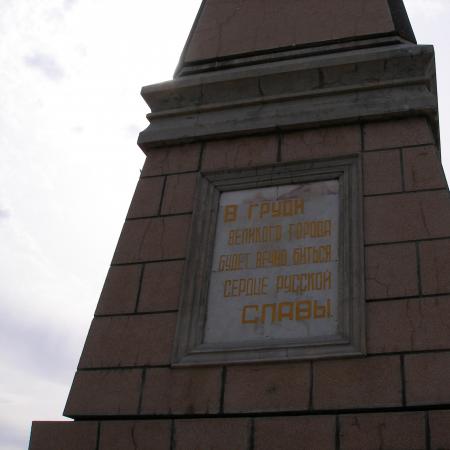 В ГРУДИ
ВЕЛИКОГО ГОРОДА
БУДЕТ ВЕЧНО БИТЬСЯ
СЕРДЦЕ РУССКОЙ
СЛАВЫ.